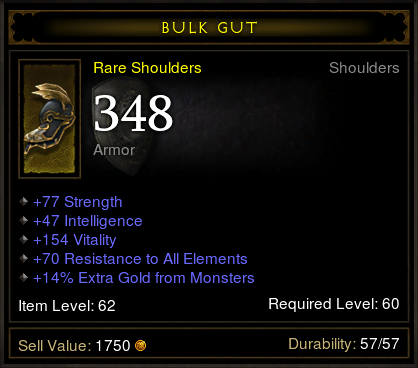 BULK GUT
Rare Shoulders Shoulders
348
Armor
+77 Strength
+47 Intelligence
+154 Vitality
+70 Resistance to All Elements
+14% Extra Gold from Monsters
Item Level: 62 Required Level: 60
Sell Value: 1750 Durability: 57/57